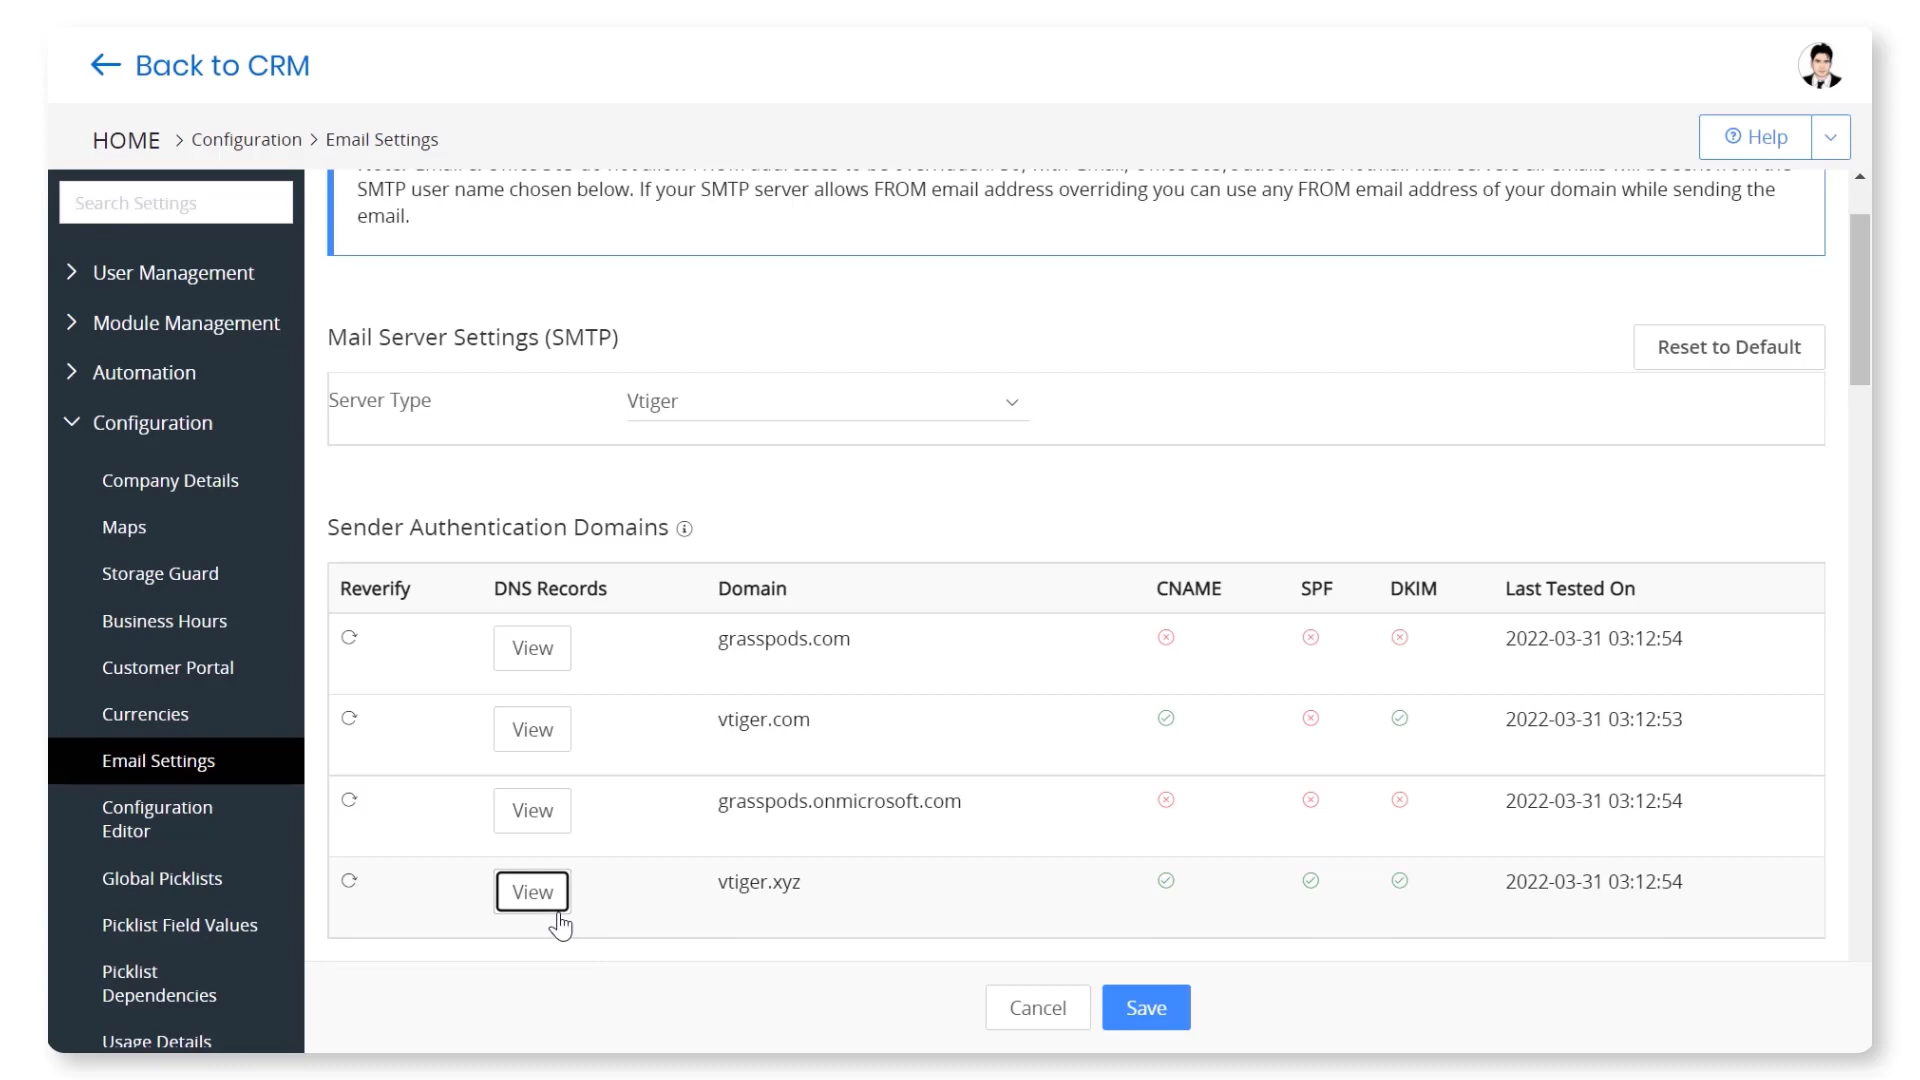 Back to CRM
HOME > Configuration > Email Settings
Help
Search Settings
User Management
Module Management
Automation
Configuration
Company Details
Maps
Storage Guard
Business Hours
Customer Portal
Currencies
Email Settings
Configuration
Editor
Global Picklists
Picklist Field Values
Picklist
Dependencies
Usage Details
SMTP user name chosen below. If your SMTP server allows FROM email address overriding you can use any FROM email address of your domain while sending the
email.
Mail Server Settings (SMTP)
Reset to Default
Server Type Vtiger
Sender Authentication Domains
Reverify DNS Records Domain CNAME SPF DKIM Last Tested On
View grasspods.com 2022-03-31 03:12:54
View vtiger.com 2022-03-31 03:12:53
View grasspods.onmicrosoft.com 2022-03-31 03:12:54
View vtiger.xyz 2022-03-31 03:12:54
Cancel Save